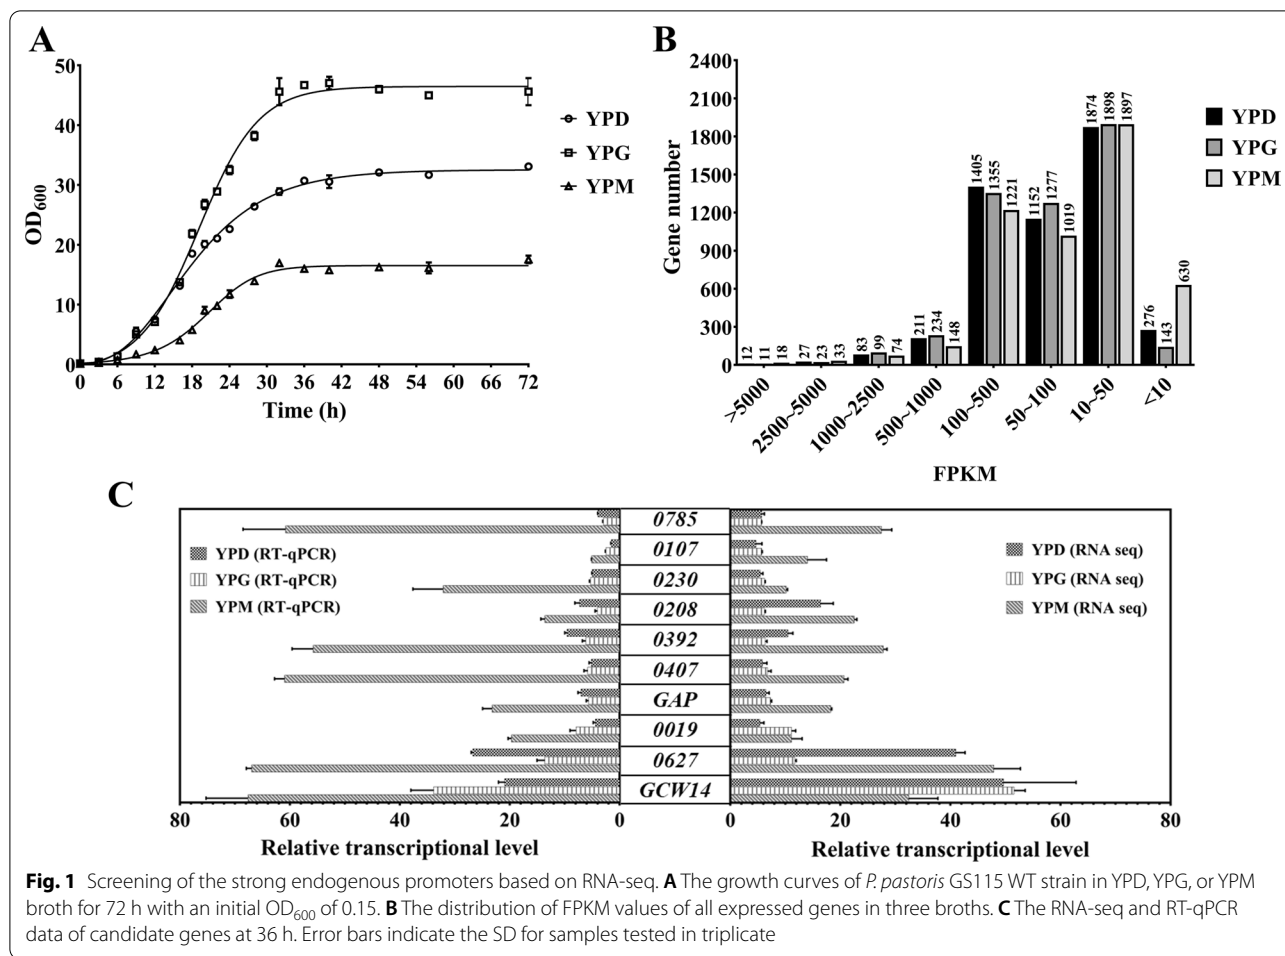 A
50
40
30
20
10
0
OD600
0 6 12 18 24 30 36 42 48 54 60 66 72
Time (h)
YPD
YPG
YPM
B
2400
2100
1800
1500
1200
900
600
300
0
Gene number
12 11 18 27 23 33 83 99 74 211 234 148 1405 1355 1221 1152 1277 1019 1874 1898 1897 276 143 630
>5000 2500~5000 1000~2500 500~1000 100~500 50~100 10~50 <10
FPKM
YPD
YPG
YPM
C
YPD (RT-qPCR)
YPG (RT-qPCR)
YPM (RT-qPCR)
0785
0107
0230
0208
0392
0407
GAP
0019
0627
GCW14
YPD (RNA seq)
YPG (RNA seq)
YPM (RNA seq)
80 60 40 20 0 0 20 40 60 80
Relative transcriptional level Relative transcriptional level
Fig. 1 Screening of the strong endogenous promoters based on RNA-seq. A The growth curves of P. pastoris GS115 WT strain in YPD, YPG, or YPM
broth for 72 h with an initial OD600 of 0.15. B The distribution of FPKM values of all expressed genes in three broths. C The RNA-seq and RT-qPCR
data of candidate genes at 36 h. Error bars indicate the SD for samples tested in triplicate